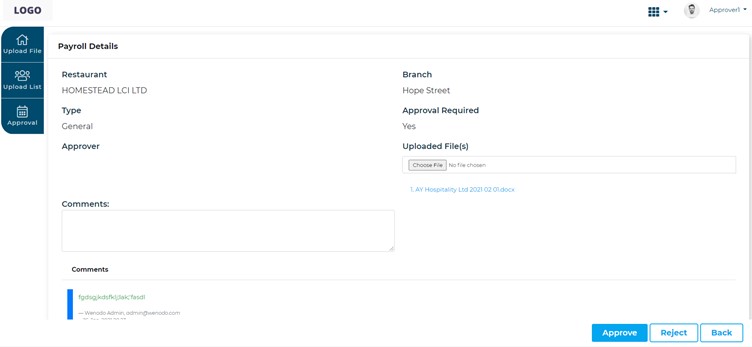 LOGO
Approver1
Upload File
Upload List
Approval
Payroll Details
Restaurant
HOMESTEAD LCI LTD
Branch
Hope Street
Type
General
Approval Required
Yes
Approver
Uploaded File(s)
Choose File No file chosen
1. AY Hospitality Ltd 2021 02 01.docx
Comments:
Comments
— Wenodo Admin, admin@wenodo.com
Approve
Reject
Back